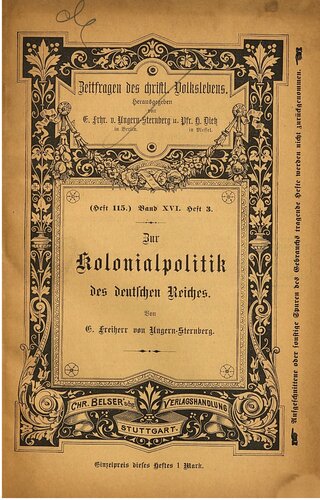 Zeitfragen des christl. Volkslebens.
Herausgegeben
von
E. Frhr. v. Ungern-Sternberg u. Pfr. H. Dietz
in Berlin. in Messel.
(Heft 115.) Band XVI. Heft 3.
Zur
Kolonialpolitik
des deutschen Reiches.
Von
E. Freiherr von Ungern-Sternberg.
CHR. BELSER'sche VERLAGSHANDLUNG
STUTTGART.
Einzelpreis dieses Heftes 1 Mark.
Aufgeschnittene oder sonstige Spuren des Gebrauchs tragende Hefte werden nicht zurückgenommen.